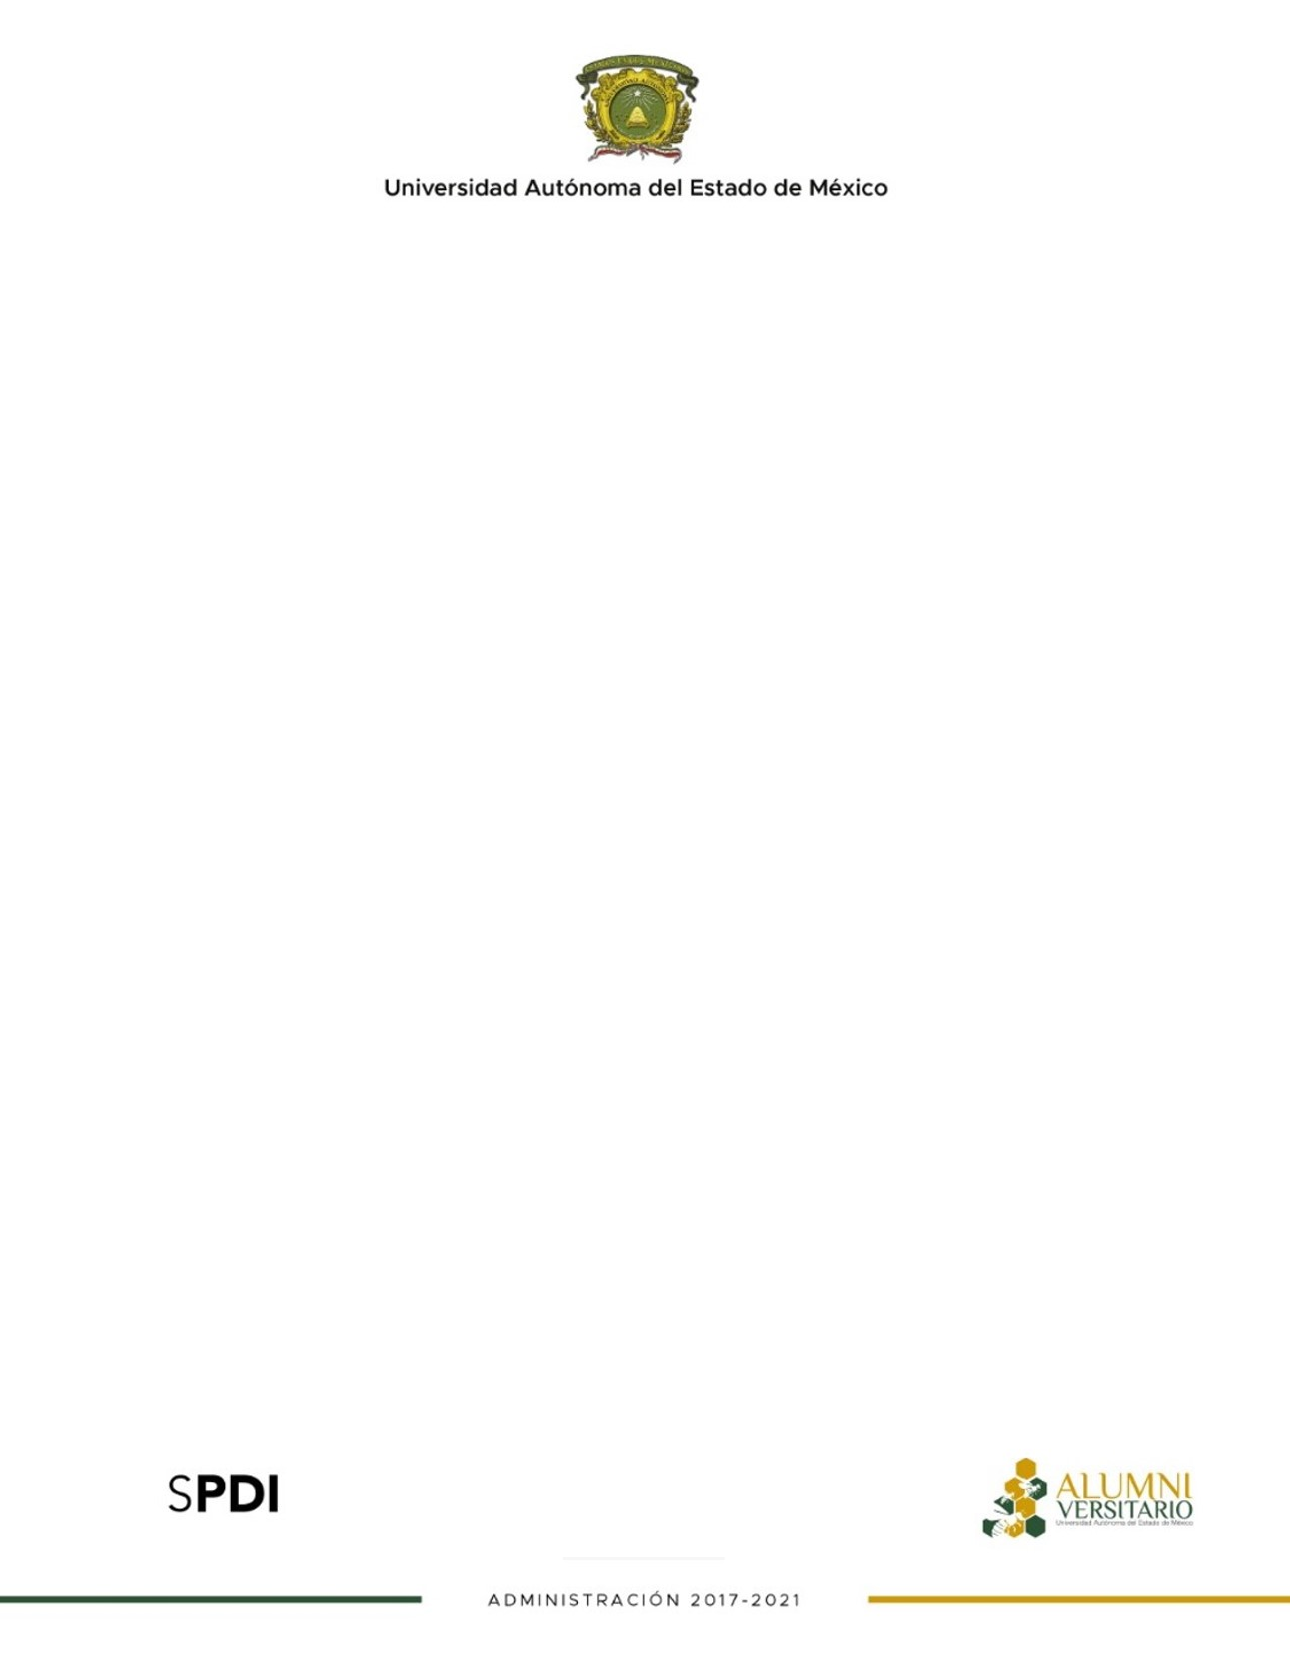 Universidad Autónoma del Estado de México
SPDI
ALUMNI
VERSITARIO
Universidad Autónoma del Estado de México
ADMINISTRACIÓN 2017-2021